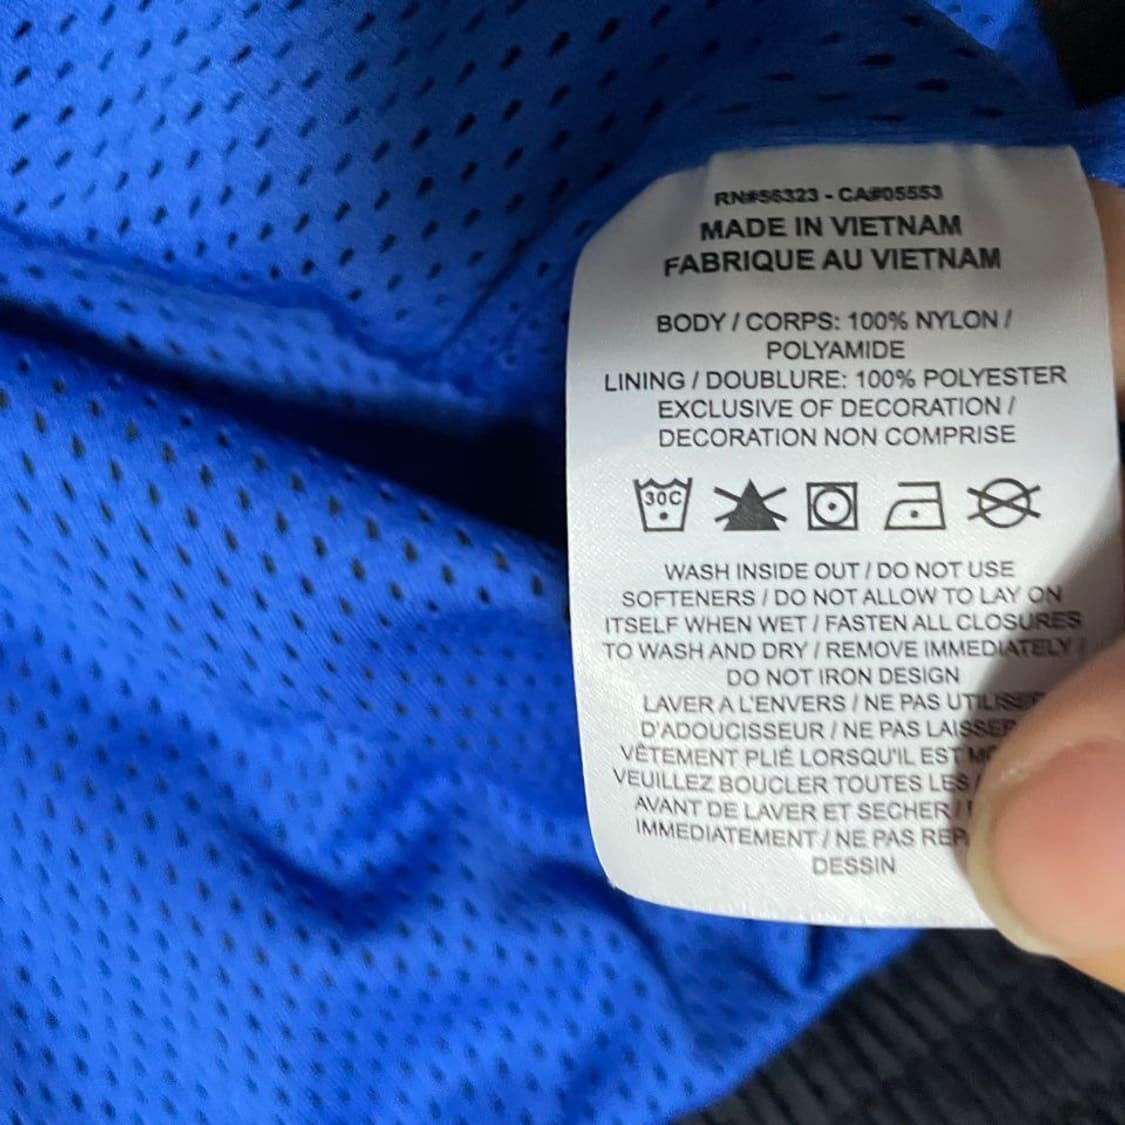 RN#56323 - CA#05553
MADE IN VIETNAM
FABRIQUE AU VIETNAM
BODY / CORPS: 100% NYLON /
POLYAMIDE
LINING / DOUBLURE: 100% POLYESTER
EXCLUSIVE OF DECORATION /
DECORATION NON COMPRISE
30C
WASH INSIDE OUT / DO NOT USE
SOFTENERS / DO NOT ALLOW TO LAY ON
ITSELF WHEN WET / FASTEN ALL CLOSURES
TO WASH AND DRY / REMOVE IMMEDIATELY /
DO NOT IRON DESIGN
LAVER A L'ENVERS / NE PAS UTILISER
D'ADOUCISSEUR / NE PAS LAISSER
VÊTEMENT PLIÉ LORSQU'IL EST
VEUILLEZ BOUCLER TOUTES LES
AVANT DE LAVER ET SECHER /
IMMEDIATEMENT / NE PAS
DESSIN